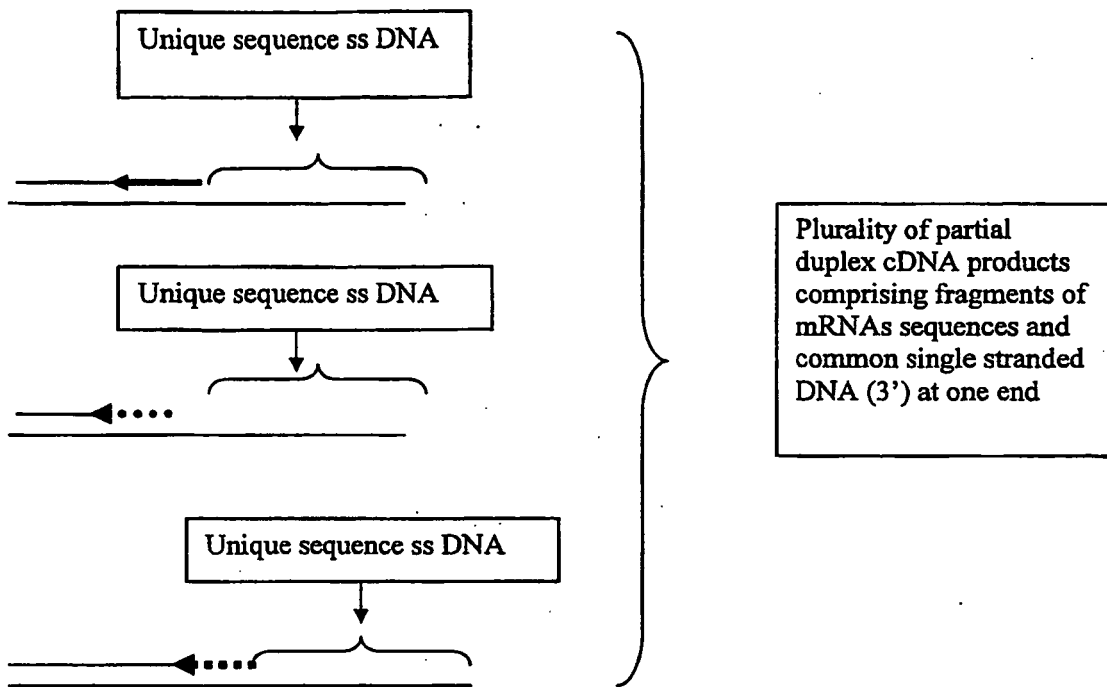 Unique sequence ss DNA
Unique sequence ss DNA
Unique sequence ss DNA
Plurality of partial
duplex cDNA products
comprising fragments of
mRNAs sequences and
common single stranded
DNA (3') at one end